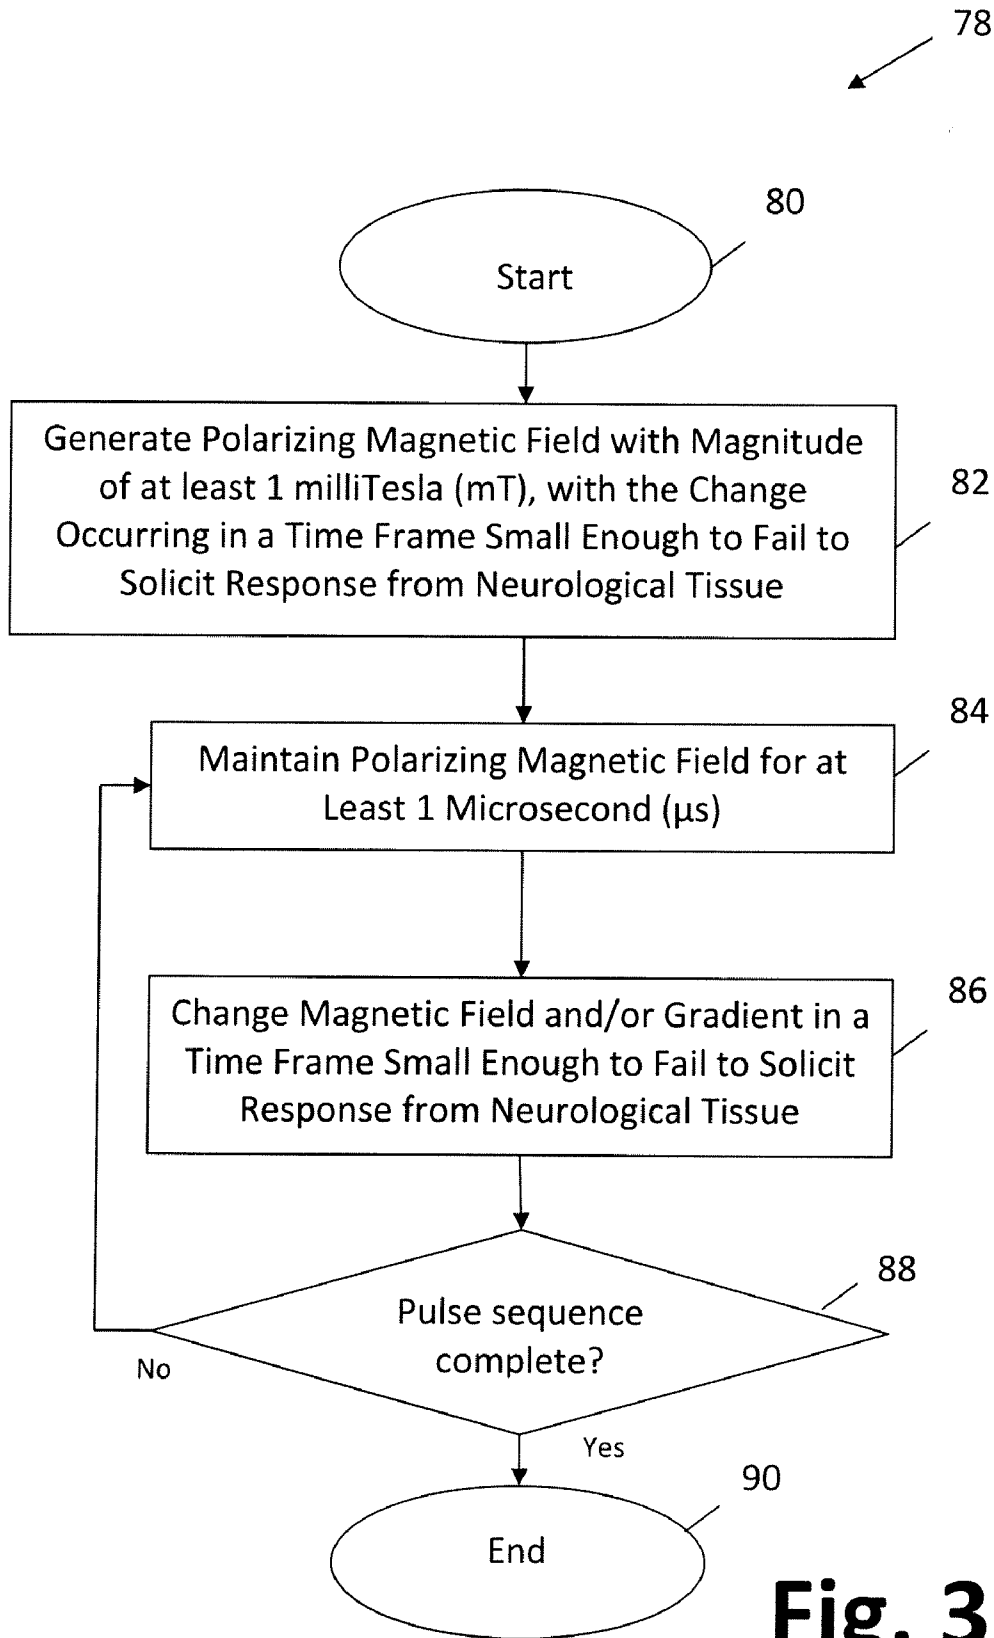 78
80
Start
Generate Polarizing Magnetic Field with Magnitude
of at least 1 milliTesla (mT), with the Change
Occurring in a Time Frame Small Enough to Fail to
Solicit Response from Neurological Tissue
82
84
Maintain Polarizing Magnetic Field for at
Least 1 Microsecond (µs)
86
Change Magnetic Field and/or Gradient in a
Time Frame Small Enough to Fail to Solicit
Response from Neurological Tissue
88
Pulse sequence
complete?
No
Yes
90
End
Fig. 3